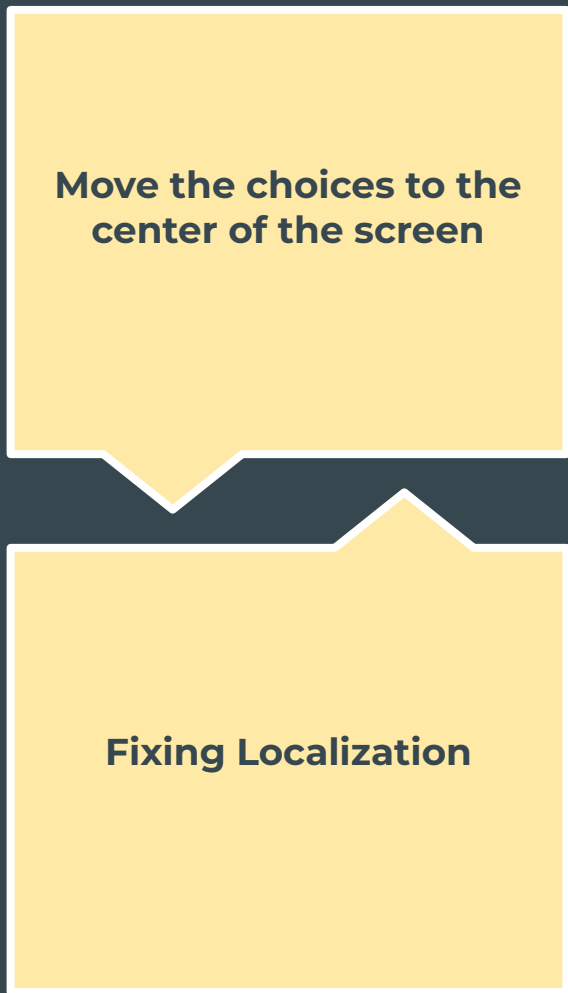 Move the choices to the
center of the screen
Fixing Localization